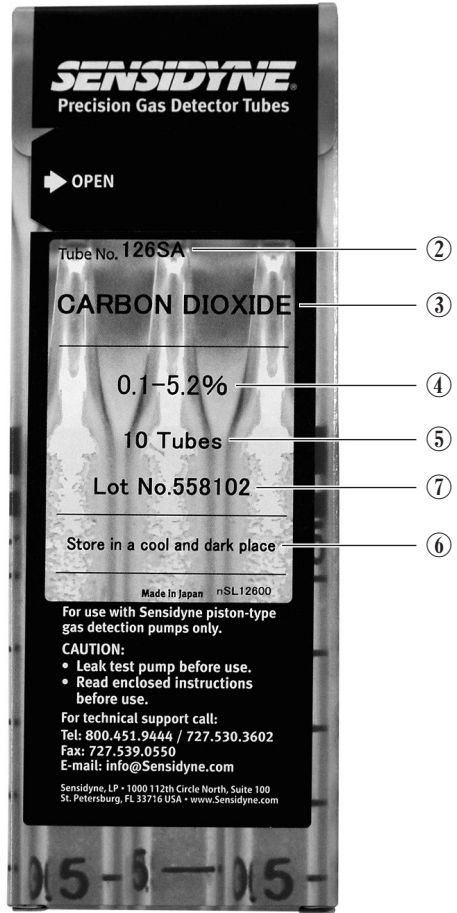 SENSIDYNE®
Precision Gas Detector Tubes
OPEN
Tube No. 126SA
②
CARBON DIOXIDE
③
0.1-5.2%
④
10 Tubes
⑤
Lot No.558102
⑦
Store in a cool and dark place
⑥
Made In Japan nSL12600
For use with Sensidyne piston-type
gas detection pumps only.
CAUTION:
• Leak test pump before use.
• Read enclosed instructions
before use.
For technical support call:
Tel: 800.451.9444 / 727.530.3602
Fax: 727.539.0550
E-mail: info@Sensidyne.com
Sensidyne, LP • 1000 112th Circle North, Suite 100
St. Petersburg, FL 33716 USA • www.Sensidyne.com
5 5 5